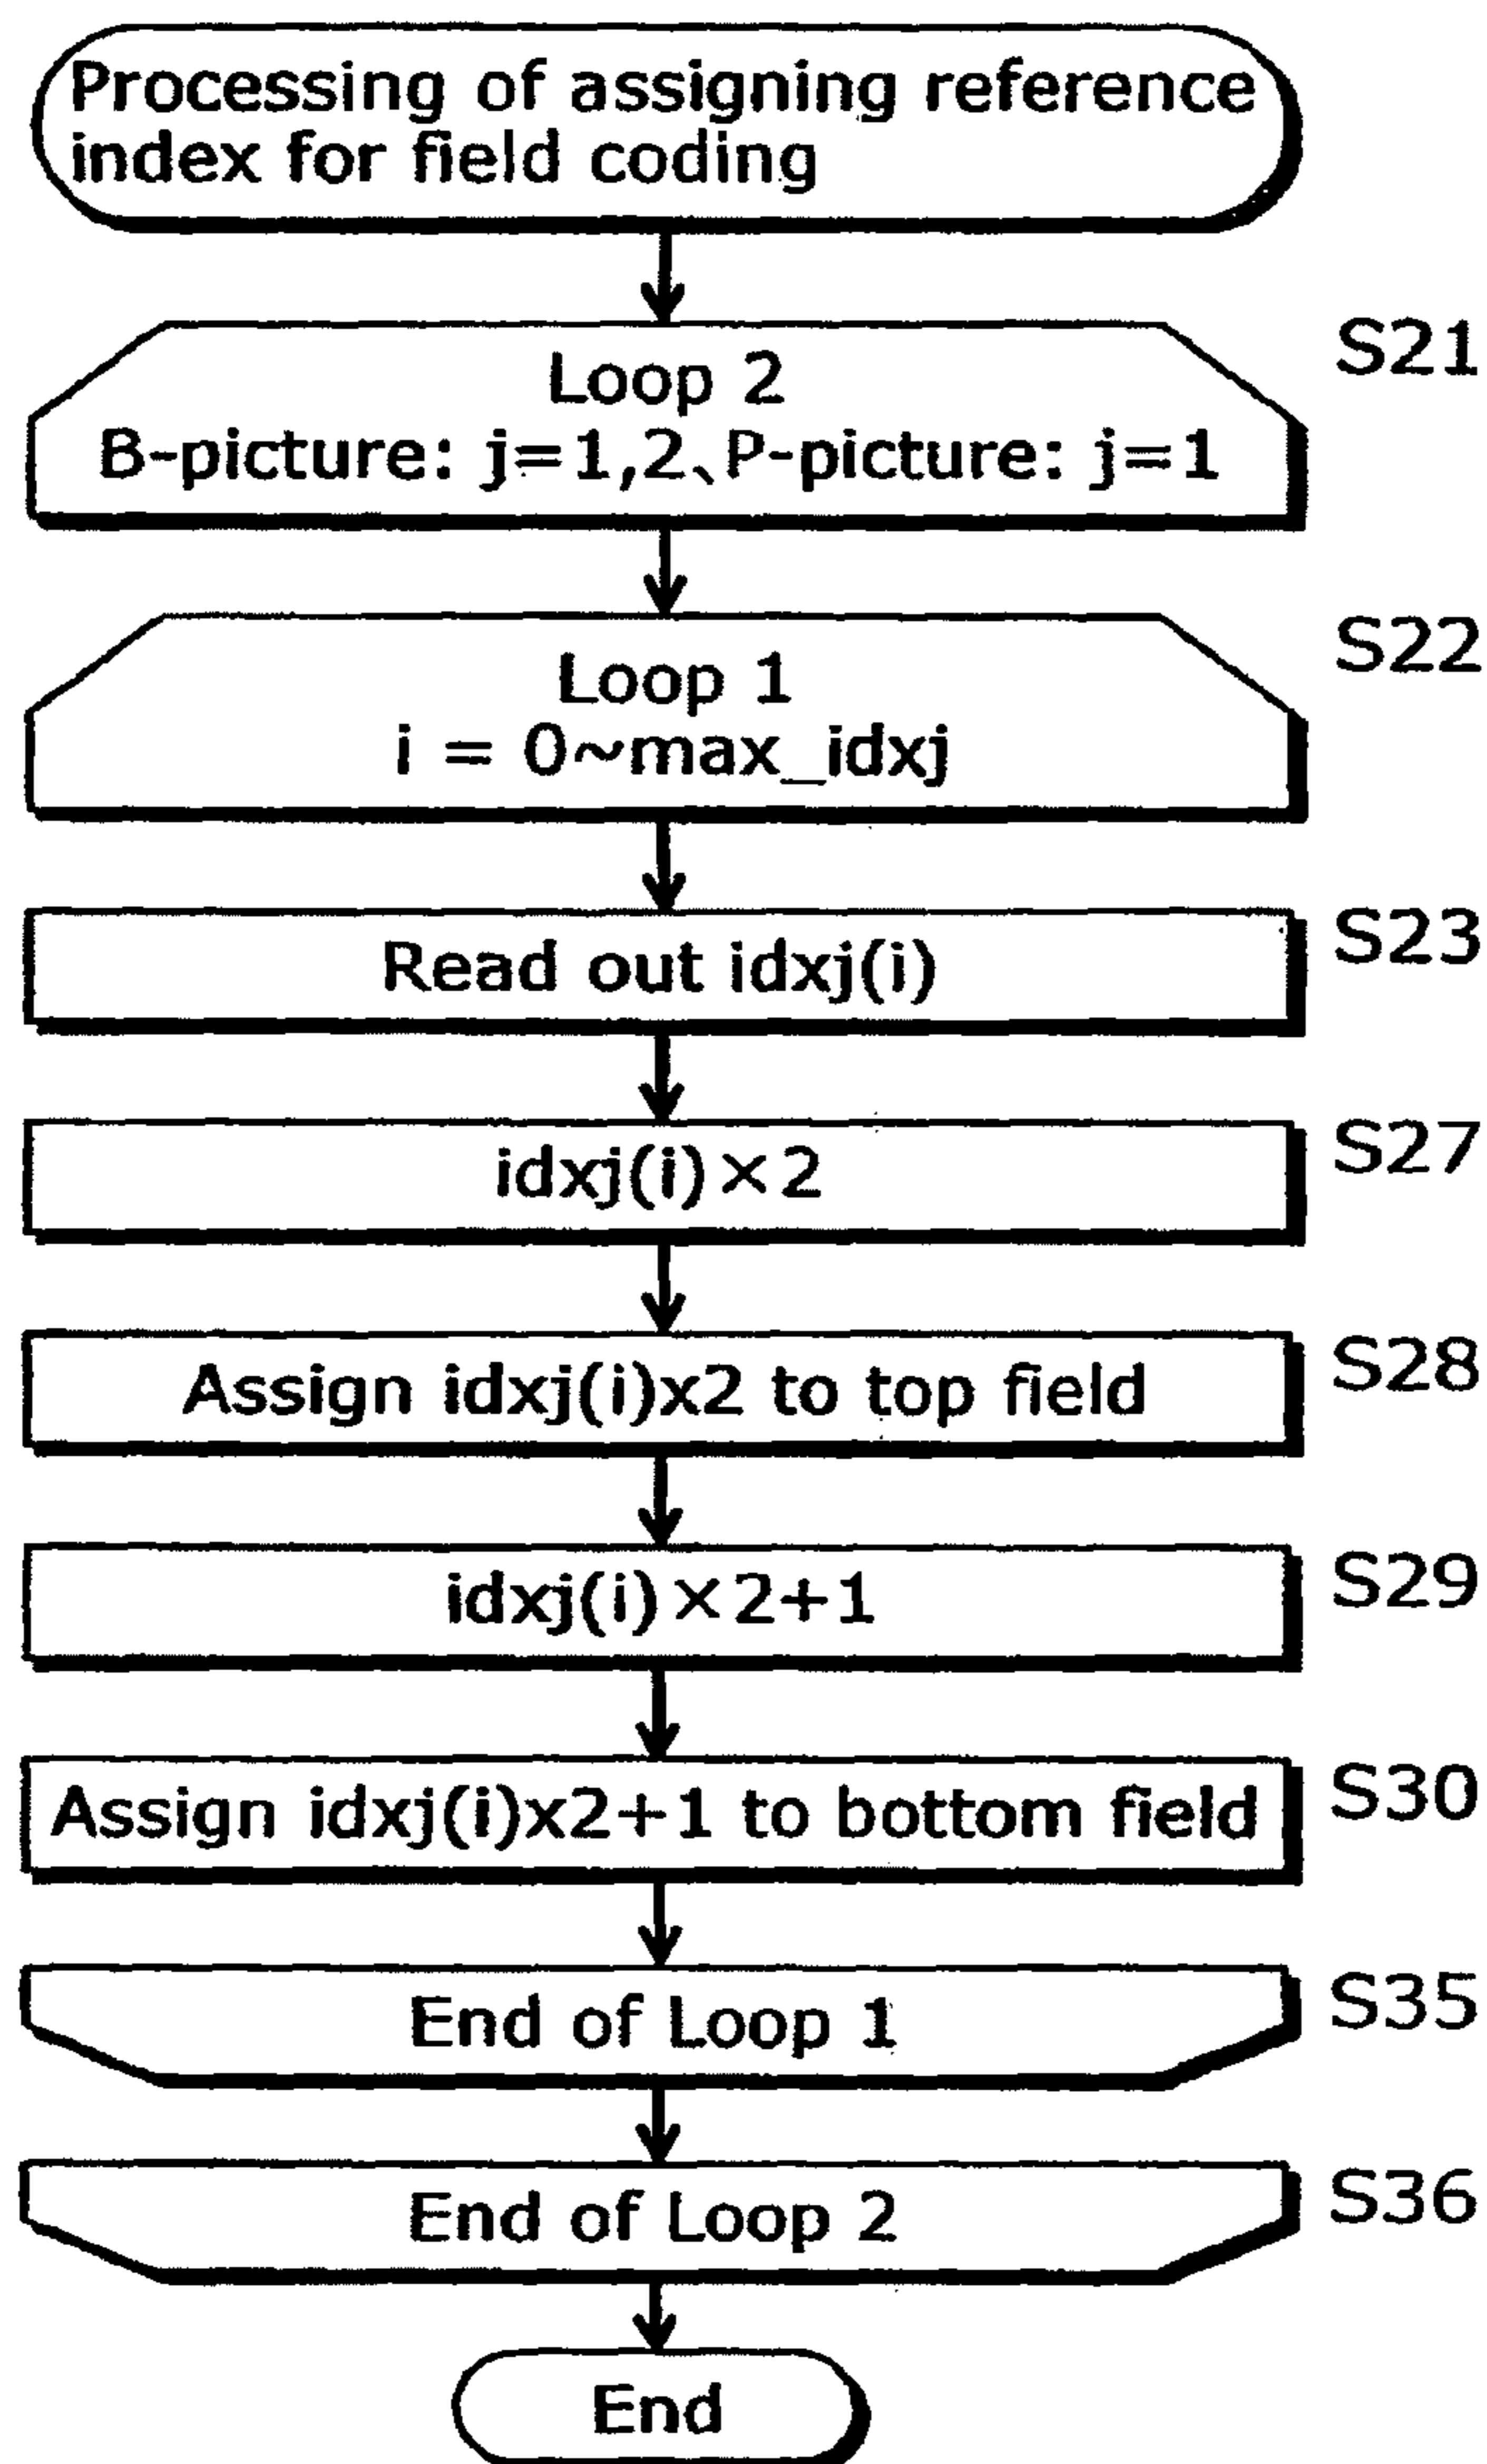 Processing of assigning reference
index for field coding
S21
Loop 2
B-picture: j=1,2、P-picture: j=1
S22
Loop 1
i = 0~max_idxj
Read out idxj(i) S23
idxj(i)×2 S27
Assign idxj(i)x2 to top field S28
idxj(i)×2+1 S29
Assign idxj(i)x2+1 to bottom field S30
End of Loop 1 S35
End of Loop 2 S36
End